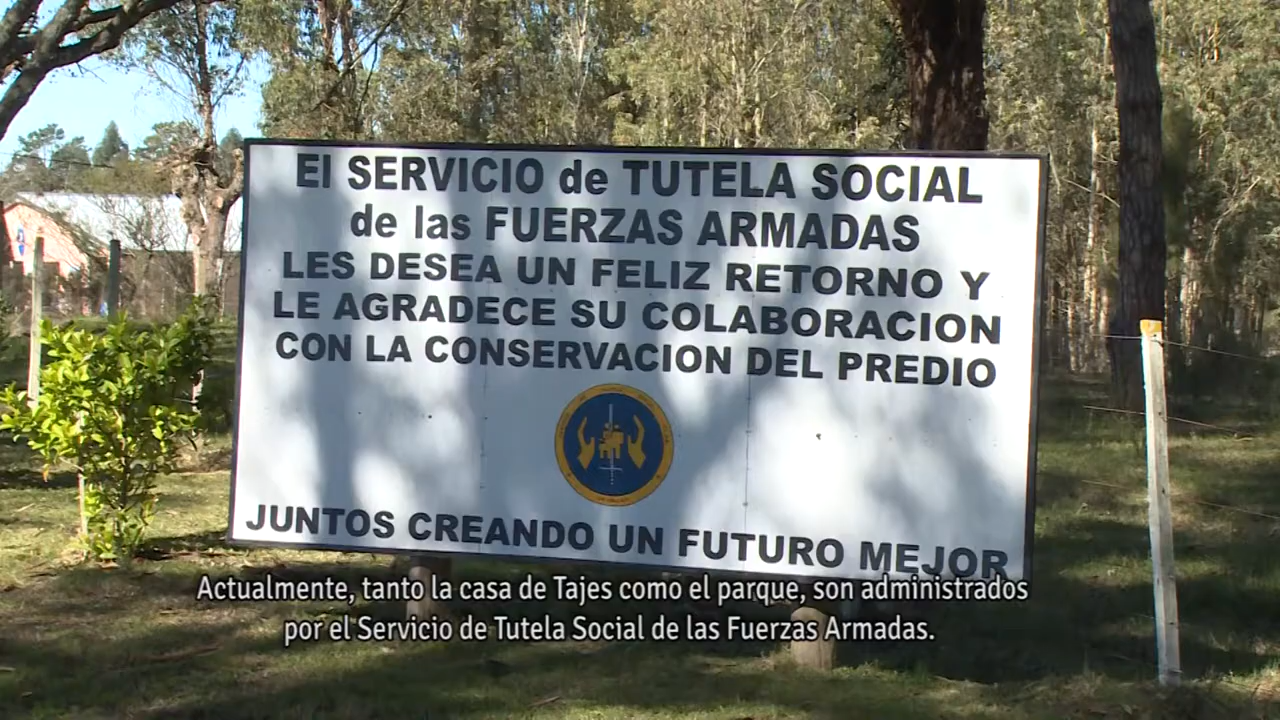 El SERVICIO de TUTELA SOCIAL
de las FUERZAS ARMADAS
LES DESEA UN FELIZ RETORNO Y
LE AGRADECE SU COLABORACION
CON LA CONSERVACION DEL PREDIO
JUNTOS CREANDO UN FUTURO MEJOR
Actualmente, tanto la casa de Tajes como el parque, son administrados
por el Servicio de Tutela Social de las Fuerzas Armadas.